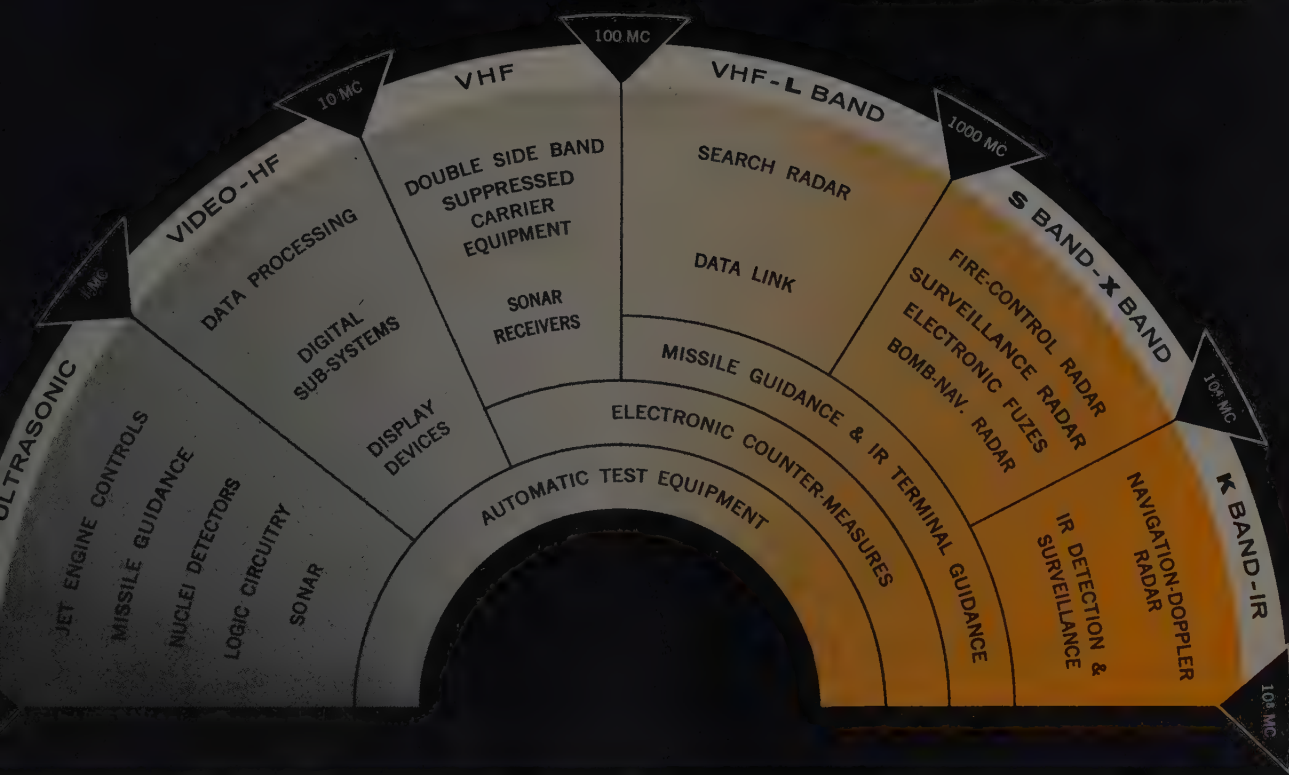 ULTRASONIC
1 MC
VIDEO-HF
10 MC
VHF
100 MC
VHF-L BAND
1000 MC
S BAND-X BAND
10⁴ MC
K BAND-IR
10⁸ MC
JET ENGINE CONTROLS
MISSILE GUIDANCE
NUCLEI DETECTORS
LOGIC CIRCUITRY
SONAR
DATA PROCESSING
DIGITAL
SUB-SYSTEMS
DISPLAY
DEVICES
DOUBLE SIDE BAND
SUPPRESSED
CARRIER
EQUIPMENT
SONAR
RECEIVERS
SEARCH RADAR
DATA LINK
FIRE-CONTROL RADAR
SURVEILLANCE RADAR
ELECTRONIC FUZES
BOMB-NAV. RADAR
NAVIGATION-DOPPLER
RADAR
IR DETECTION &
SURVEILLANCE
MISSILE GUIDANCE & IR TERMINAL GUIDANCE
ELECTRONIC COUNTER-MEASURES
AUTOMATIC TEST EQUIPMENT